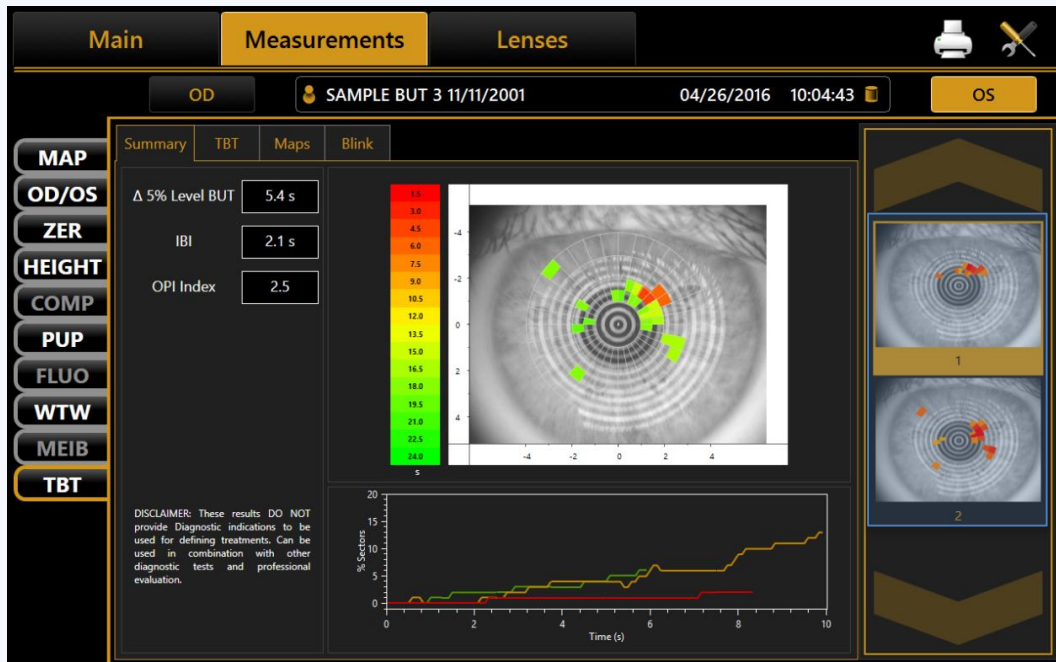 Main Measurements Lenses
OD SAMPLE BUT 3 11/11/2001 04/26/2016 10:04:43 OS
MAP
OD/OS
ZER
HEIGHT
COMP
PUP
FLUO
WTW
MEIB
TBT
Summary TBT Maps Blink
Δ 5% Level BUT 5.4 s
IBI 2.1 s
OPI Index 2.5
DISCLAIMER: These results DO NOT
provide Diagnostic indications to be
used for defining treatments. Can be
used in combination with other
diagnostic tests and professional
evaluation.
1.5
3.0
4.5
6.0
7.5
9.0
10.5
12.0
13.5
15.0
16.5
18.0
19.5
21.0
22.5
24.0
s
-4
-2
0
2
4
-4 -2 0 2 4
20
15
10
5
0
% Sectors
0 2 4 6 8 10
Time (s)
1
2